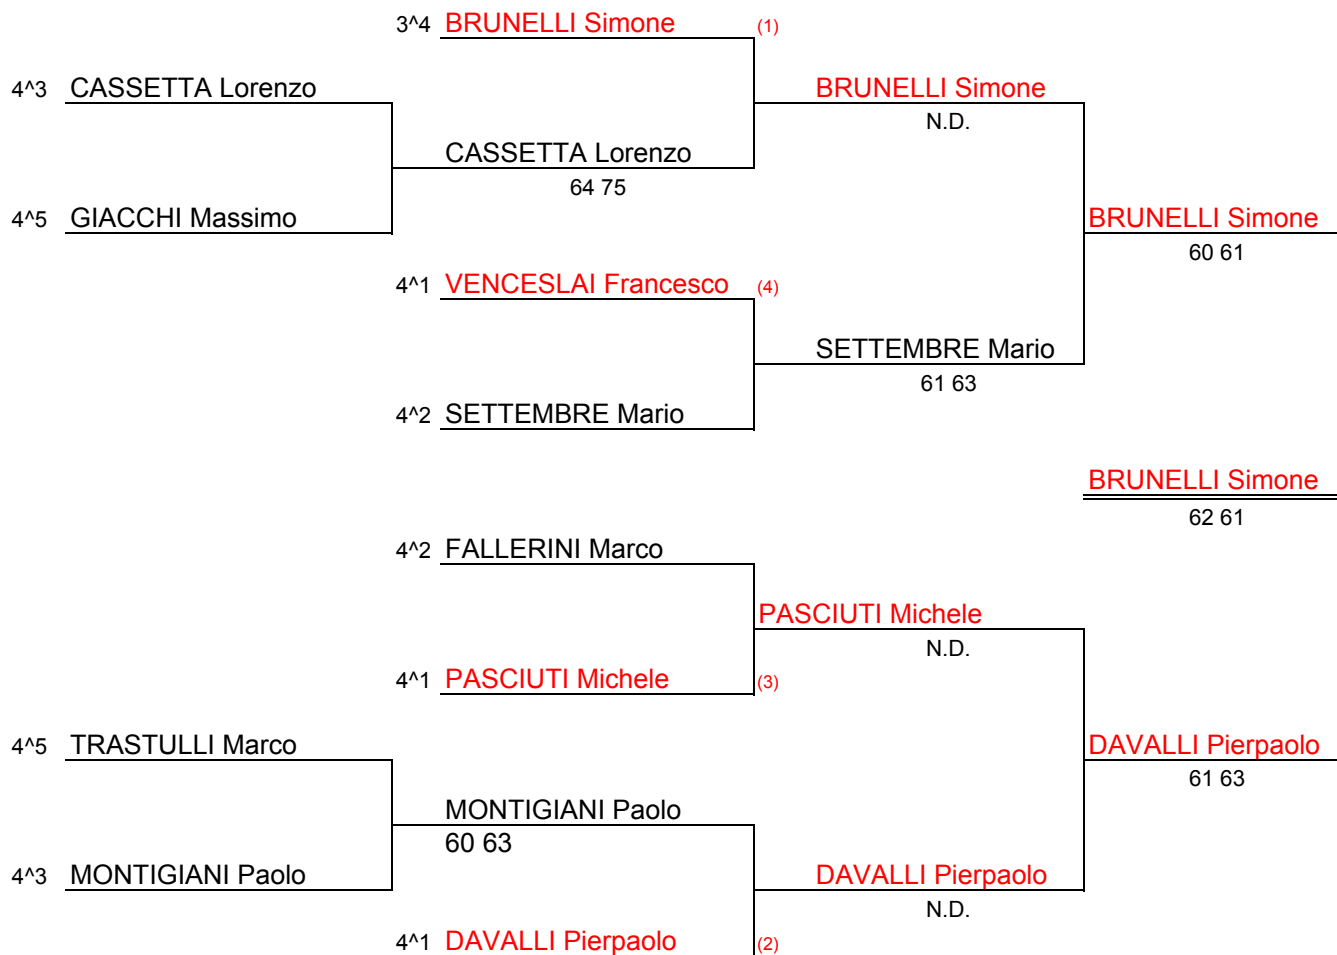 3^4 BRUNELLI Simone (1)
4^3 CASSETTA Lorenzo BRUNELLI Simone
N.D.
CASSETTA Lorenzo
64 75
4^5 GIACCHI Massimo BRUNELLI Simone
60 61
4^1 VENCESLAI Francesco (4)
SETTEMBRE Mario
61 63
4^2 SETTEMBRE Mario
BRUNELLI Simone
62 61
4^2 FALLERINI Marco
PASCIUTI Michele
N.D.
4^1 PASCIUTI Michele (3)
4^5 TRASTULLI Marco DAVALLI Pierpaolo
61 63
MONTIGIANI Paolo
60 63
4^3 MONTIGIANI Paolo DAVALLI Pierpaolo
N.D.
4^1 DAVALLI Pierpaolo (2)